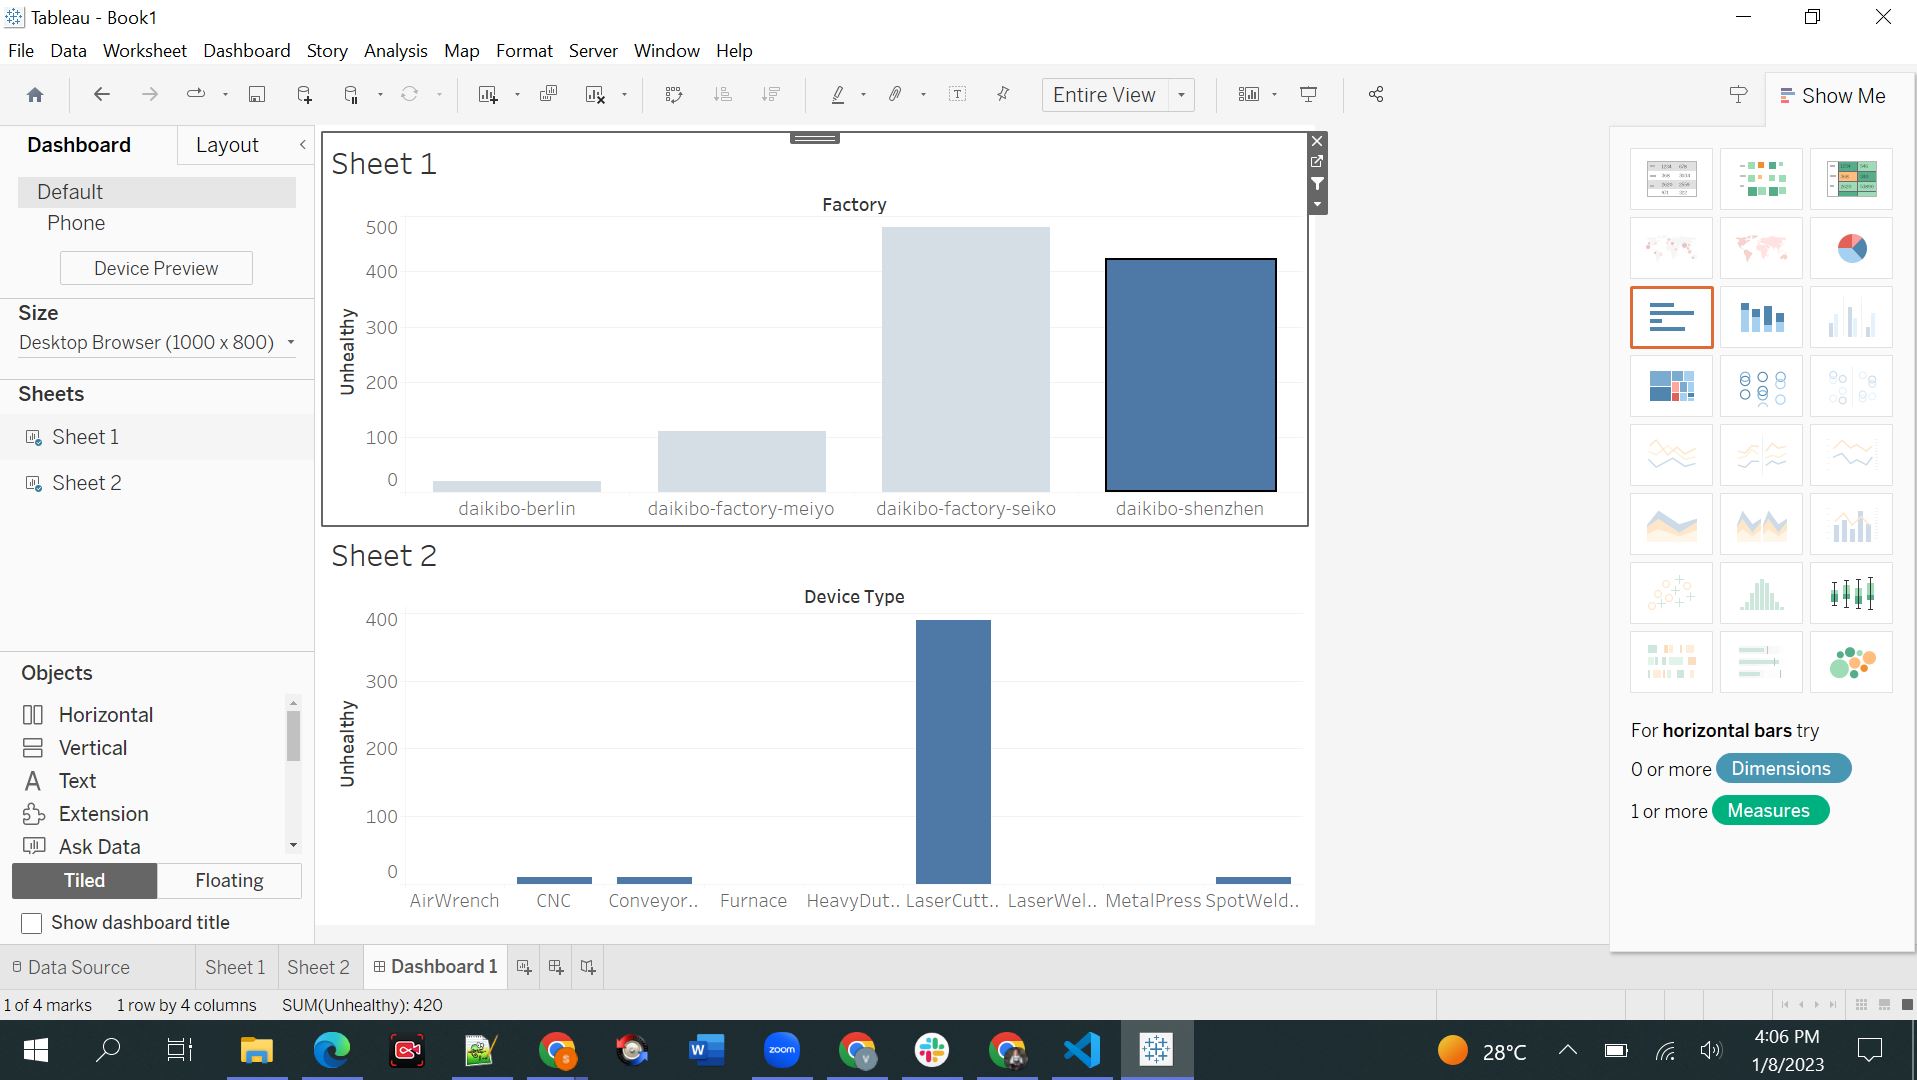 Tableau - Book1
File Data Worksheet Dashboard Story Analysis Map Format Server Window Help
Entire View
Show Me
Dashboard
Layout
Default
Phone
Device Preview
Size
Desktop Browser (1000 x 800)
Sheets
Sheet 1
Sheet 2
Objects
Horizontal
Vertical
Text
Extension
Ask Data
Tiled
Floating
Show dashboard title
Sheet 1
Factory
Unhealthy
500
400
300
200
100
0
daikibo-berlin
daikibo-factory-meiyo
daikibo-factory-seiko
daikibo-shenzhen
Sheet 2
Device Type
Unhealthy
400
300
200
100
0
AirWrench
CNC
Conveyor..
Furnace
HeavyDut..
LaserCutt..
LaserWel..
MetalPress
SpotWeld..
For horizontal bars try
0 or more Dimensions
1 or more Measures
Data Source
Sheet 1
Sheet 2
Dashboard 1
1 of 4 marks
1 row by 4 columns
SUM(Unhealthy): 420
zoom
28°C
4:06 PM
1/8/2023